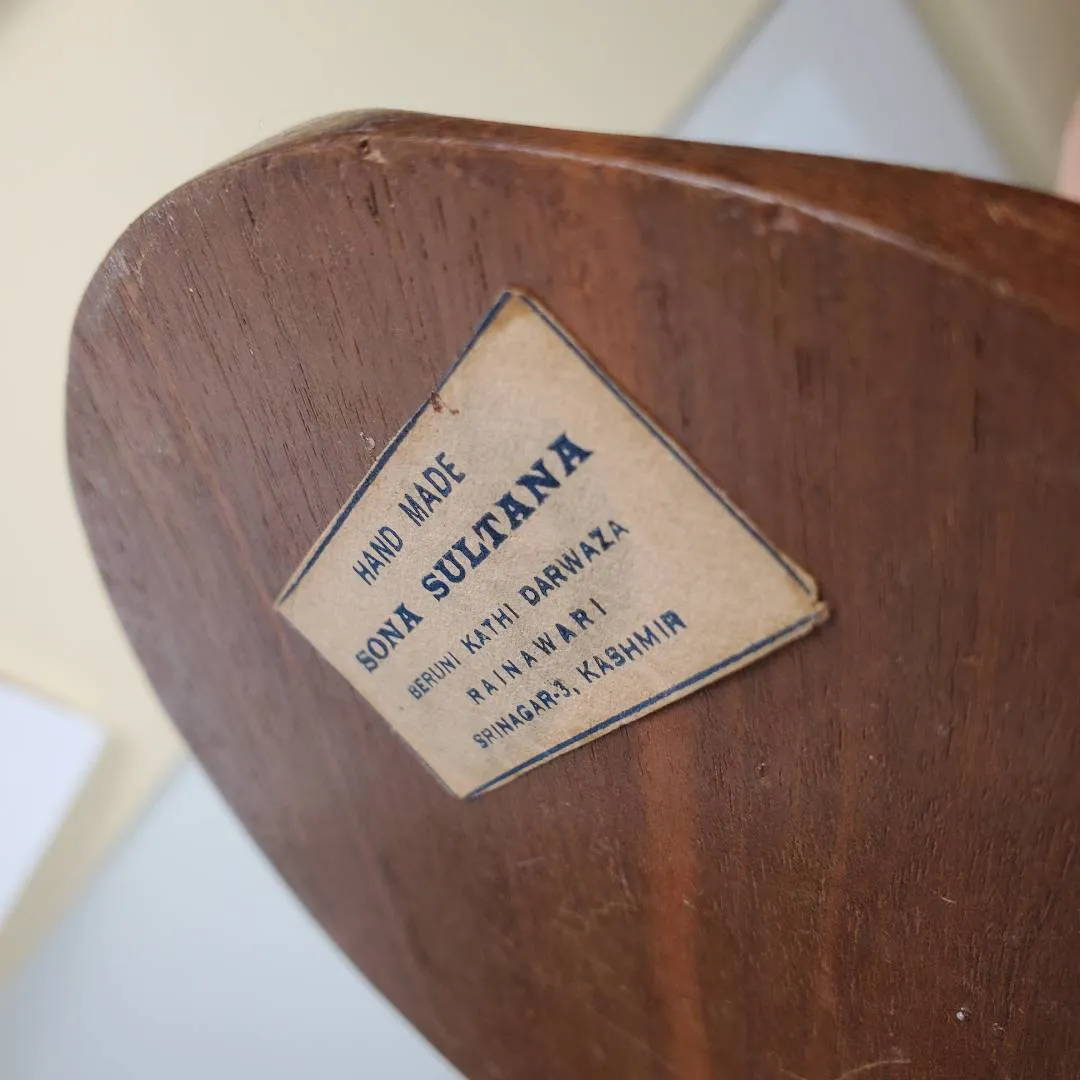 HAND MADE
SONA SULTANA
BERUNI KATHI DARWAZA
RAINAWARI
SRINAGAR-3, KASHMIR